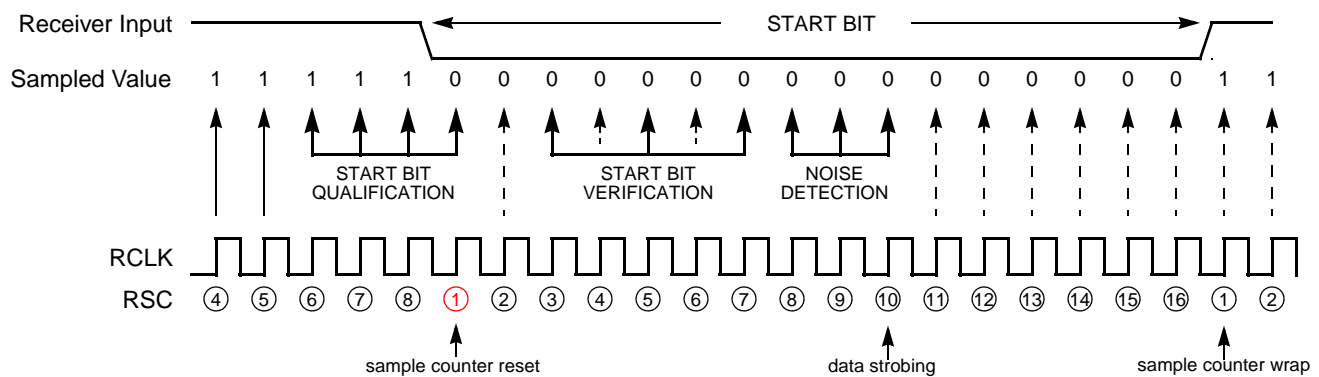 Receiver Input START BIT
Sampled Value 1 1 1 1 1 0 0 0 0 0 0 0 0 0 0 0 0 0 0 0 0 1 1
START BIT QUALIFICATION
START BIT VERIFICATION
NOISE DETECTION
RCLK
RSC 4 5 6 7 8 1 2 3 4 5 6 7 8 9 10 11 12 13 14 15 16 1 2
sample counter reset data strobing sample counter wrap